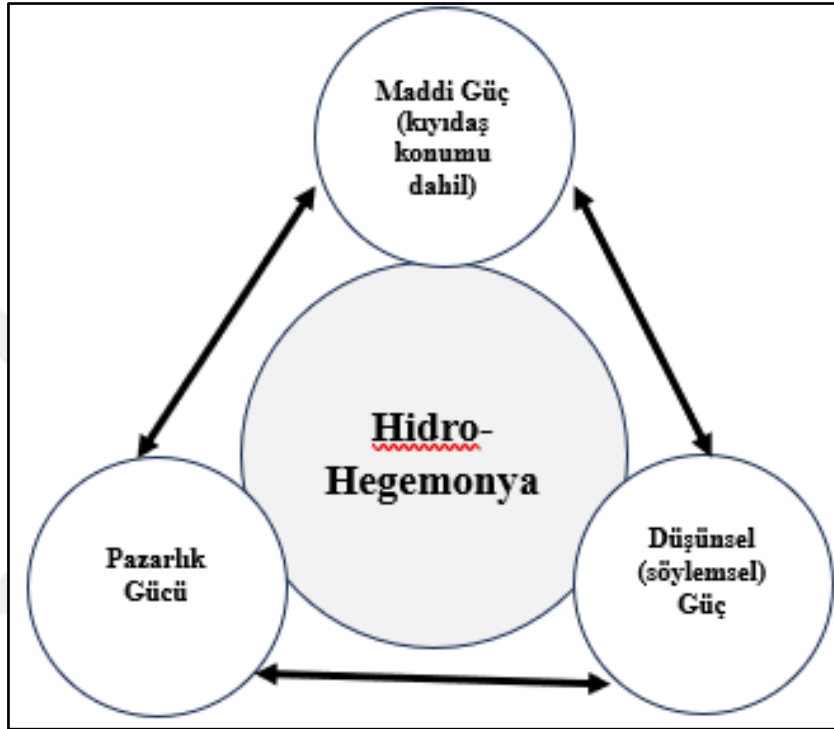 Maddi Güç
(kıyıdaş
konumu
dahil)
Hidro-
Hegemonya
Pazarlık
Gücü
Düşünsel
(söylemsel)
Güç